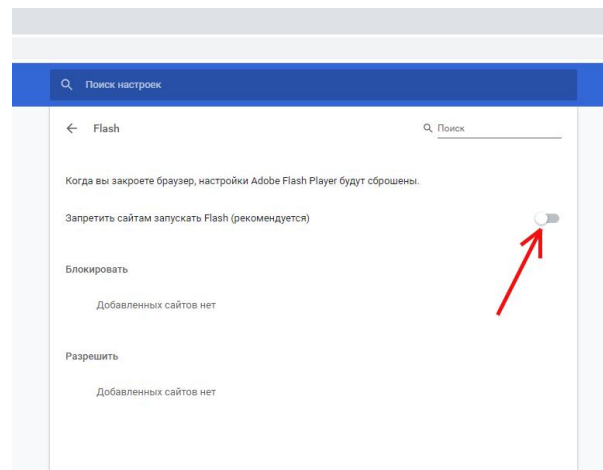 Поиск настроек
Flash
Поиск
Когда вы закроете браузер, настройки Adobe Flash Player будут сброшены.
Запретить сайтам запускать Flash (рекомендуется)
Блокировать
Добавленных сайтов нет
Разрешить
Добавленных сайтов нет